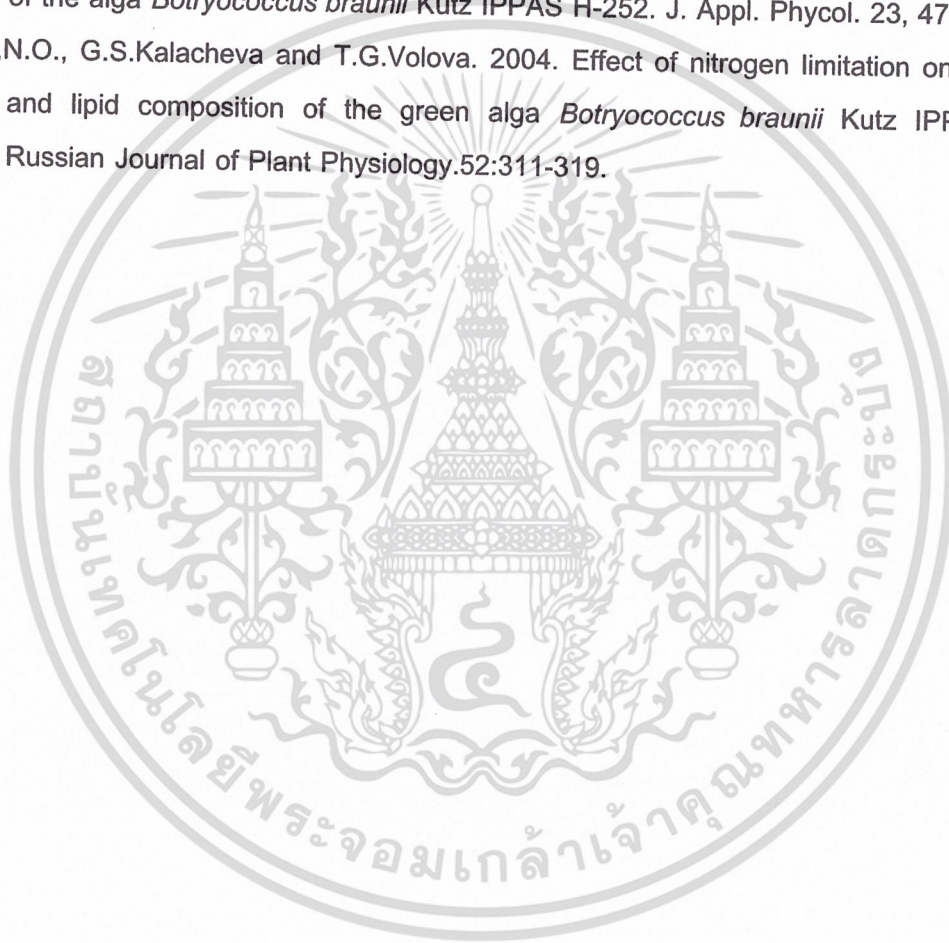 of the alga Botryococcus braunii Kutz IPPAS H-252. J. Appl. Phycol. 23, 47
N.O., G.S.Kalacheva and T.G.Volova. 2004. Effect of nitrogen limitation on
and lipid composition of the green alga Botryococcus braunii Kutz IPP
Russian Journal of Plant Physiology.52:311-319.
สถาบันเทคโนโลยีพระจอมเกล้าเจ้าคุณทหารลาดกระบัง